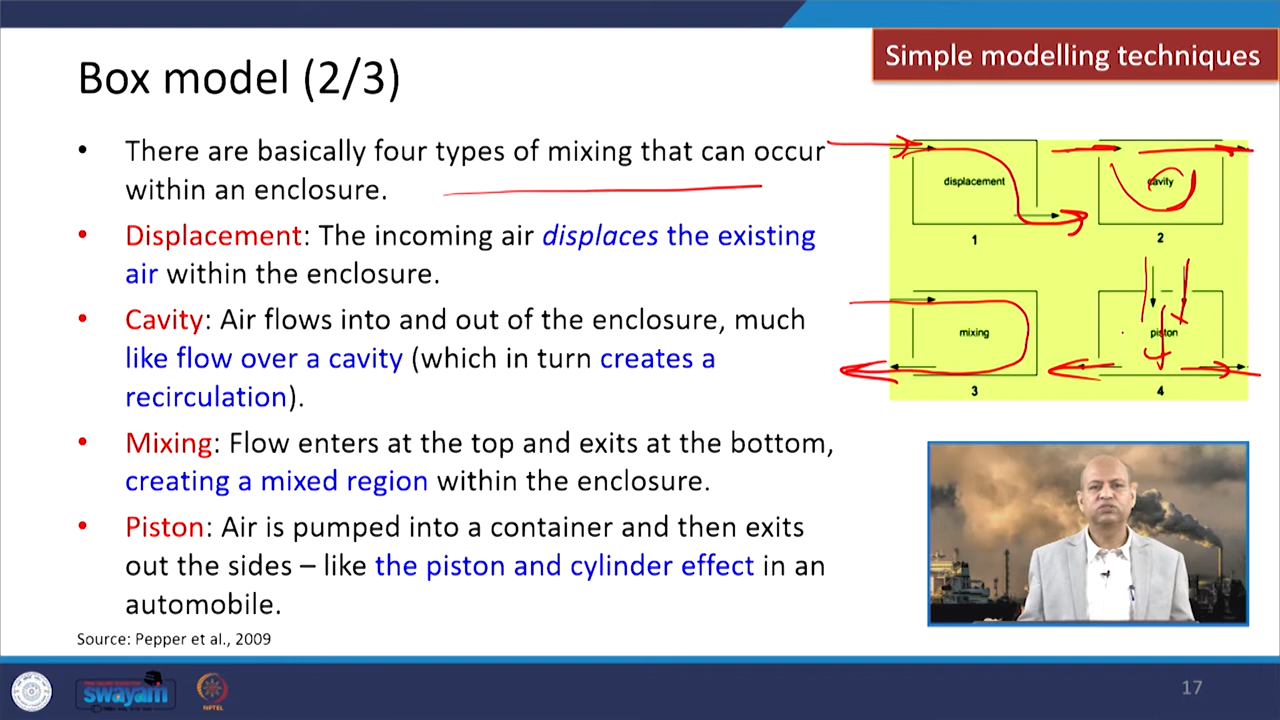 Simple modelling techniques
Box model (2/3)
• There are basically four types of mixing that can occur
within an enclosure.
• Displacement: The incoming air displaces the existing
air within the enclosure.
• Cavity: Air flows into and out of the enclosure, much
like flow over a cavity (which in turn creates a
recirculation).
• Mixing: Flow enters at the top and exits at the bottom,
creating a mixed region within the enclosure.
• Piston: Air is pumped into a container and then exits
out the sides – like the piston and cylinder effect in an
automobile.
Source: Pepper et al., 2009
displacement
1
cavity
2
mixing
3
piston
4
swayam
NPTEL
17